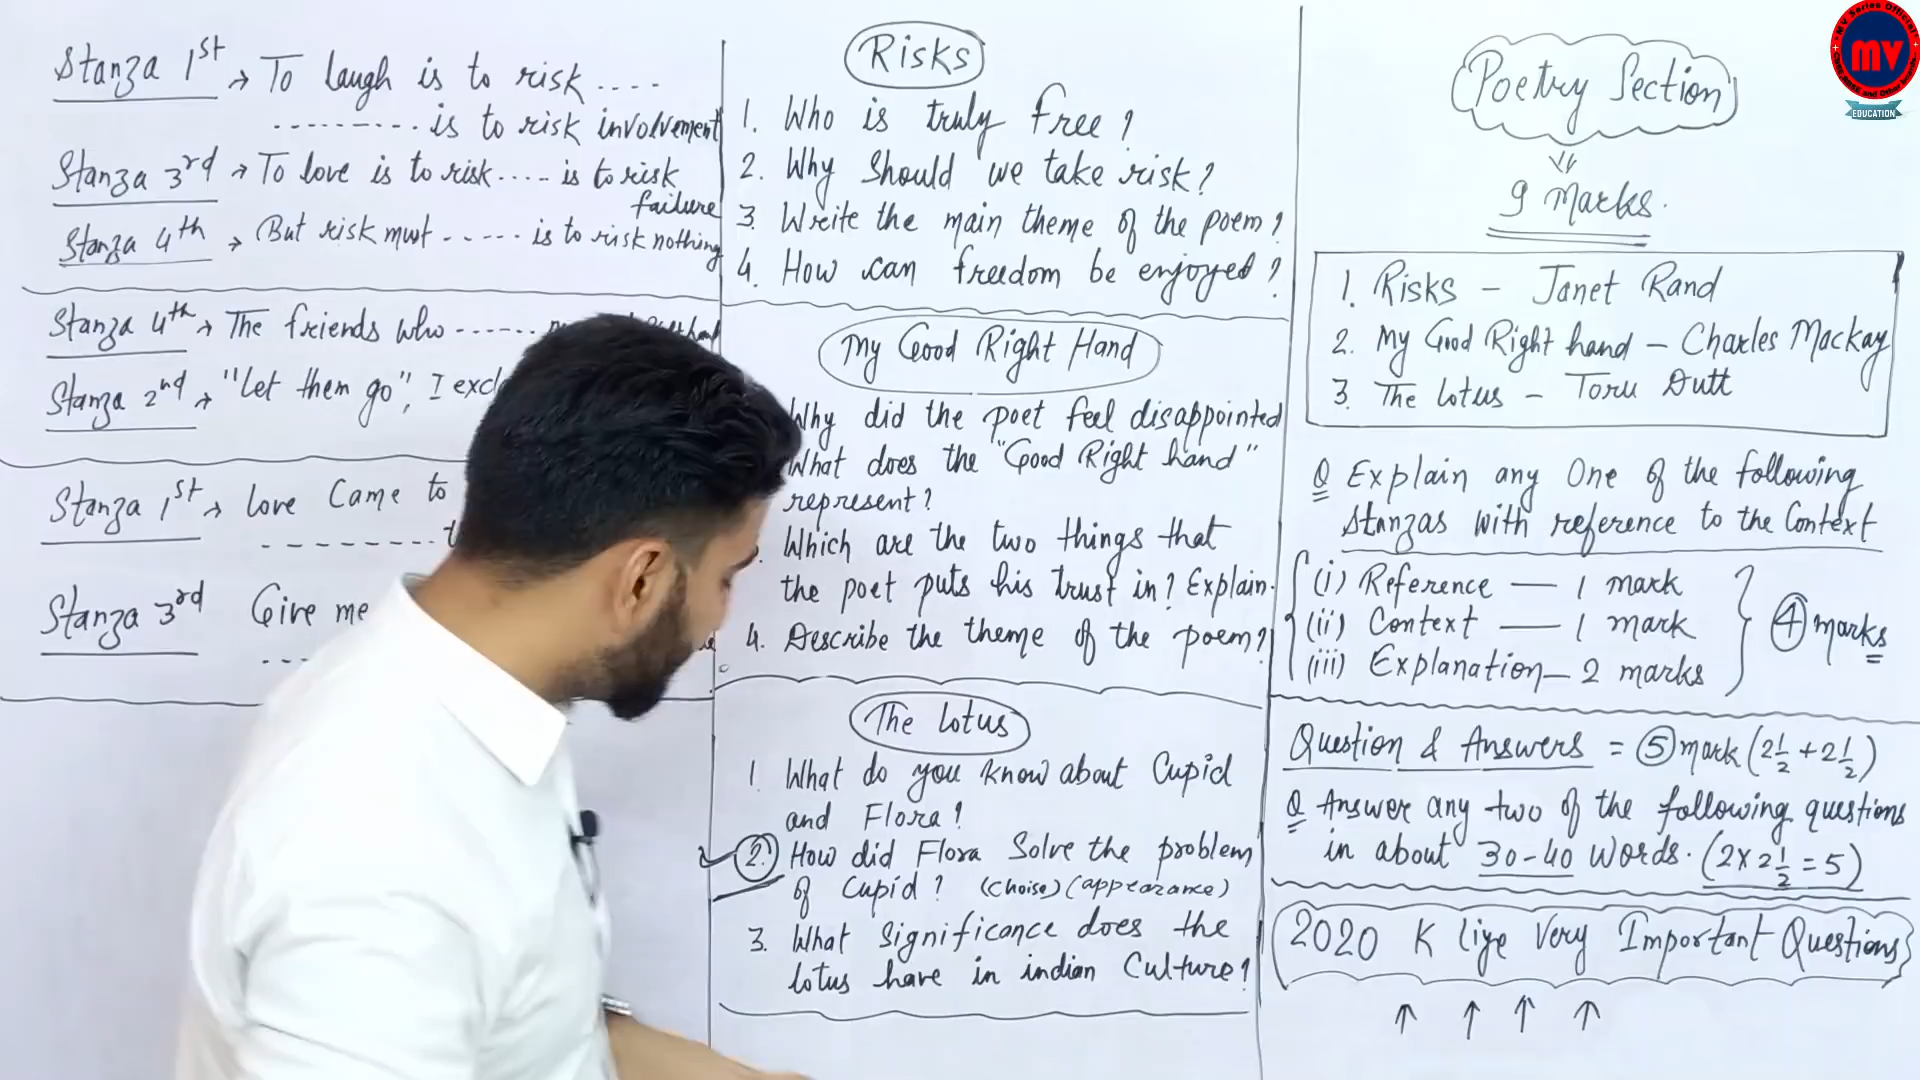 Stanza 1st → To laugh is to risk ....
.......... is to risk involvement
Stanza 3rd → To love is to risk .... is to risk
failure
Stanza 4th → But risk must ...... is to risk nothing
Stanza 4th → The friends who ......
Stanza 2nd → "Let them go", I
Stanza 1st → Love Came to
Stanza 3rd Give me
Risks
1. Who is truly free?
2. Why should we take risk?
3. Write the main theme of the poem?
4. How can freedom be enjoyed?
My Good Right Hand
Why did the poet feel disappointed
What does the "Good Right hand"
represent?
Which are the two things that
the poet puts his trust in? Explain.
4. Describe the theme of the poem?
The Lotus
1. What do you know about Cupid
and Flora?
2. How did Flora Solve the problem
of Cupid? (Choise) (appearance)
3. What significance does the
lotus have in indian Culture?
Poetry Section
9 Marks.
1. Risks - Janet Rand
2. My Good Right hand - Charles Mackay
3. The Lotus - Toru Dutt
Q Explain any One of the following
Stanzas with reference to the Context
(i) Reference — 1 mark
(ii) Context — 1 mark
(iii) Explanation — 2 marks
4 marks
Question & Answers = 5 mark (2 1/2 + 2 1/2)
Q Answer any two of the following questions
in about 30-40 words. (2 x 2 1/2 = 5)
2020 K liye Very Important Questions
MV Series Official
MV
EDUCATION